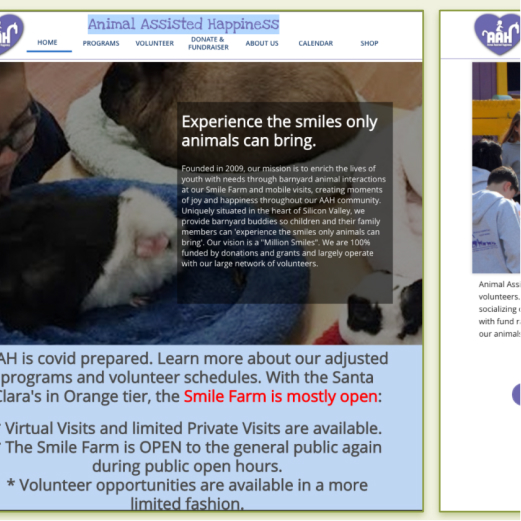 Animal Assisted Happiness
HOME PROGRAMS VOLUNTEER DONATE & FUNDRAISER ABOUT US CALENDAR SHOP
Experience the smiles only
animals can bring.
Founded in 2009, our mission is to enrich the lives of
youth with needs through barnyard animal interactions
at our Smile Farm and mobile visits, creating moments
of joy and happiness throughout our AAH community.
Uniquely situated in the heart of Silicon Valley, we
provide barnyard buddies so children and their family
members can 'experience the smiles only animals can
bring'. Our vision is a "Million Smiles". We are 100%
funded by donations and grants and largely operate
with our large network of volunteers.
AH is covid prepared. Learn more about our adjusted
programs and volunteer schedules. With the Santa
Clara's in Orange tier, the Smile Farm is mostly open:
* Virtual Visits and limited Private Visits are available.
* The Smile Farm is OPEN to the general public again
during public open hours.
* Volunteer opportunities are available in a more
limited fashion.
AAH
Animal Assi
volunteers.
socializing
with fund r
our animals